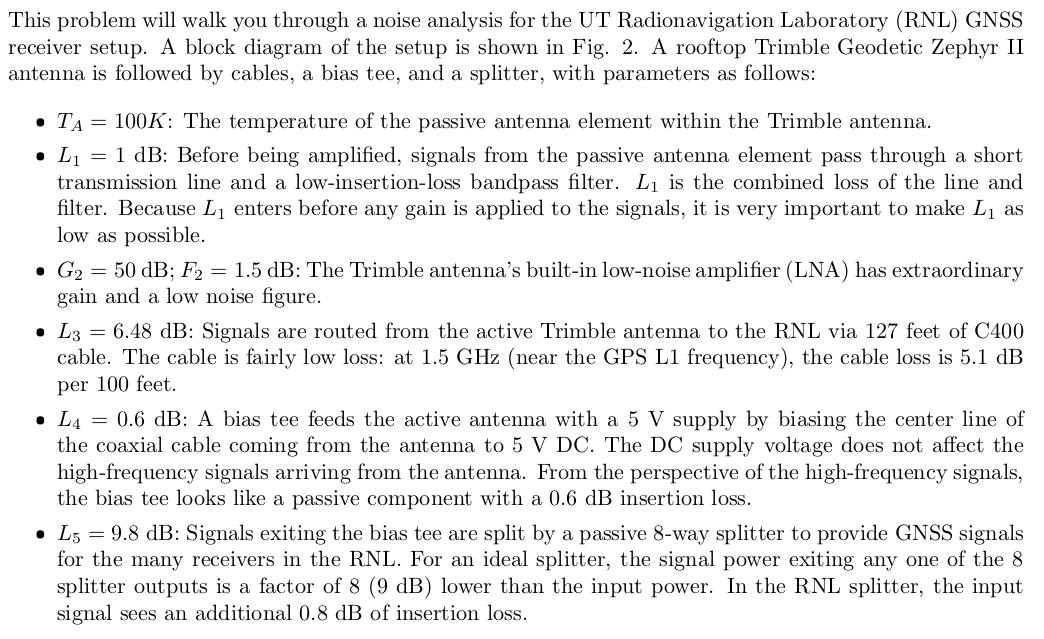 This problem will walk you through a noise analysis for the UT Radionavigation Laboratory (RNL) GNSS
receiver setup. A block diagram of the setup is shown in Fig. 2. A rooftop Trimble Geodetic Zephyr II
antenna is followed by cables, a bias tee, and a splitter, with parameters as follows:
• T_A = 100K: The temperature of the passive antenna element within the Trimble antenna.
• L₁ = 1 dB: Before being amplified, signals from the passive antenna element pass through a short
transmission line and a low-insertion-loss bandpass filter. L₁ is the combined loss of the line and
filter. Because L₁ enters before any gain is applied to the signals, it is very important to make L₁ as
low as possible.
• G₂ = 50 dB; F₂ = 1.5 dB: The Trimble antenna's built-in low-noise amplifier (LNA) has extraordinary
gain and a low noise figure.
• L₃ = 6.48 dB: Signals are routed from the active Trimble antenna to the RNL via 127 feet of C400
cable. The cable is fairly low loss: at 1.5 GHz (near the GPS L1 frequency), the cable loss is 5.1 dB
per 100 feet.
• L₄ = 0.6 dB: A bias tee feeds the active antenna with a 5 V supply by biasing the center line of
the coaxial cable coming from the antenna to 5 V DC. The DC supply voltage does not affect the
high-frequency signals arriving from the antenna. From the perspective of the high-frequency signals,
the bias tee looks like a passive component with a 0.6 dB insertion loss.
• L₅ = 9.8 dB: Signals exiting the bias tee are split by a passive 8-way splitter to provide GNSS signals
for the many receivers in the RNL. For an ideal splitter, the signal power exiting any one of the 8
splitter outputs is a factor of 8 (9 dB) lower than the input power. In the RNL splitter, the input
signal sees an additional 0.8 dB of insertion loss.